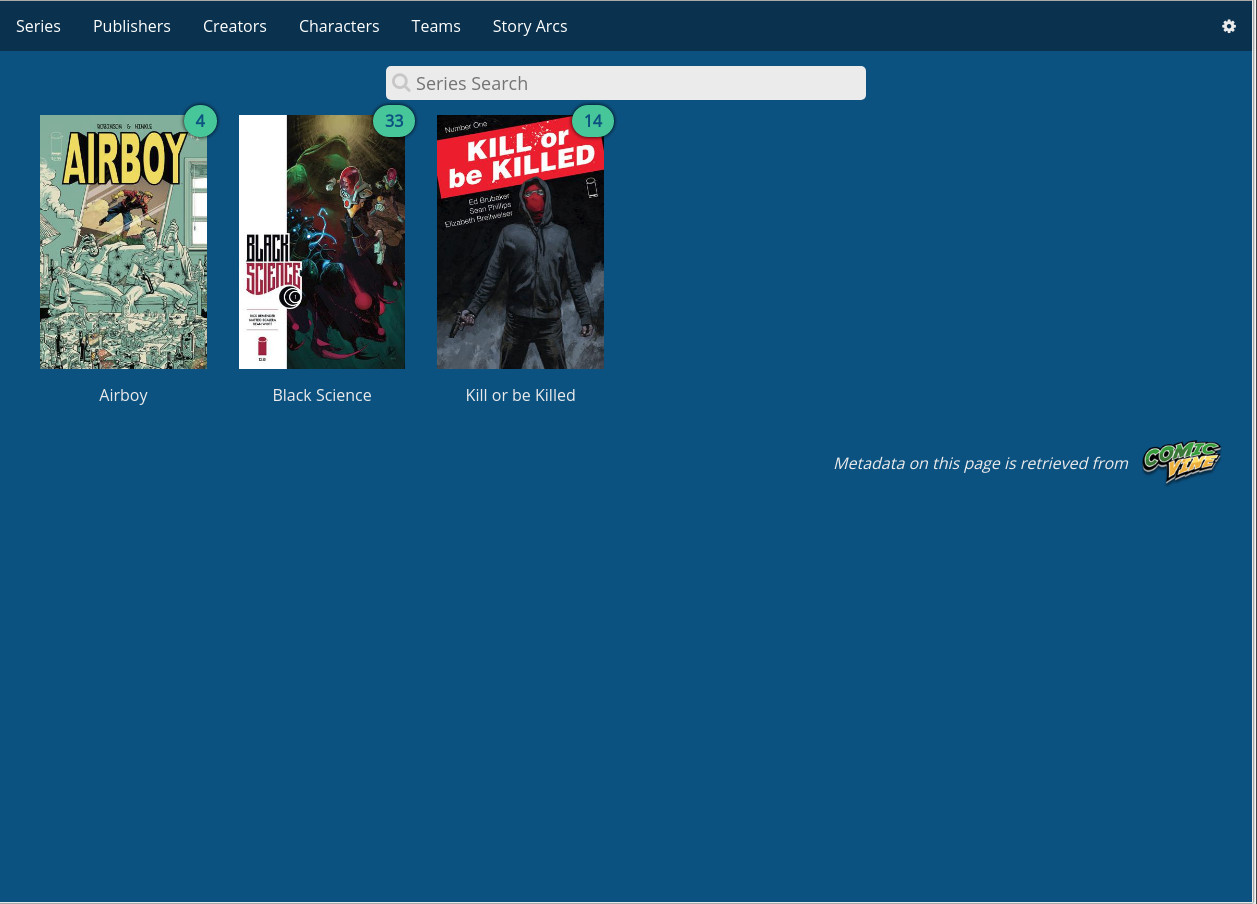 Series Publishers Creators Characters Teams Story Arcs
Series Search
4
33
14
ROBINSON & HINKLE
AIRBOY
BLACK
SCIENCE
Number One
KILL or
be KILLED
Ed Brubaker
Sean Phillips
Elizabeth Breitweiser
Airboy
Black Science
Kill or be Killed
Metadata on this page is retrieved from
COMIC
VINE